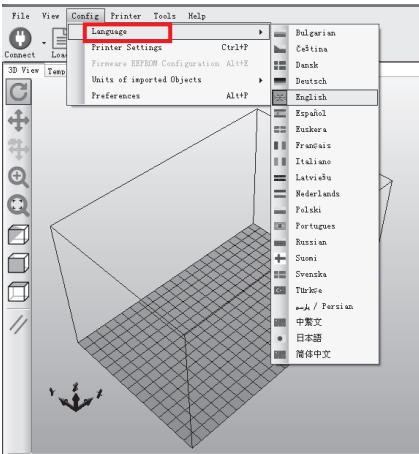 File View Config Printer Tools Help
Connect Loa
3D View Temp
Language
Printer Settings Ctrl+P
Firmware EEPROM Configuration Alt+E
Units of imported Objects
Preferences Alt+P
Bulgarian
Čeština
Dansk
Deutsch
English
Español
Euskera
Français
Italiano
Latviešu
Nederlands
Polski
Portugues
Russian
Suomi
Svenska
Türkçe
پارسی / Persian
中繁文
日本語
简体中文